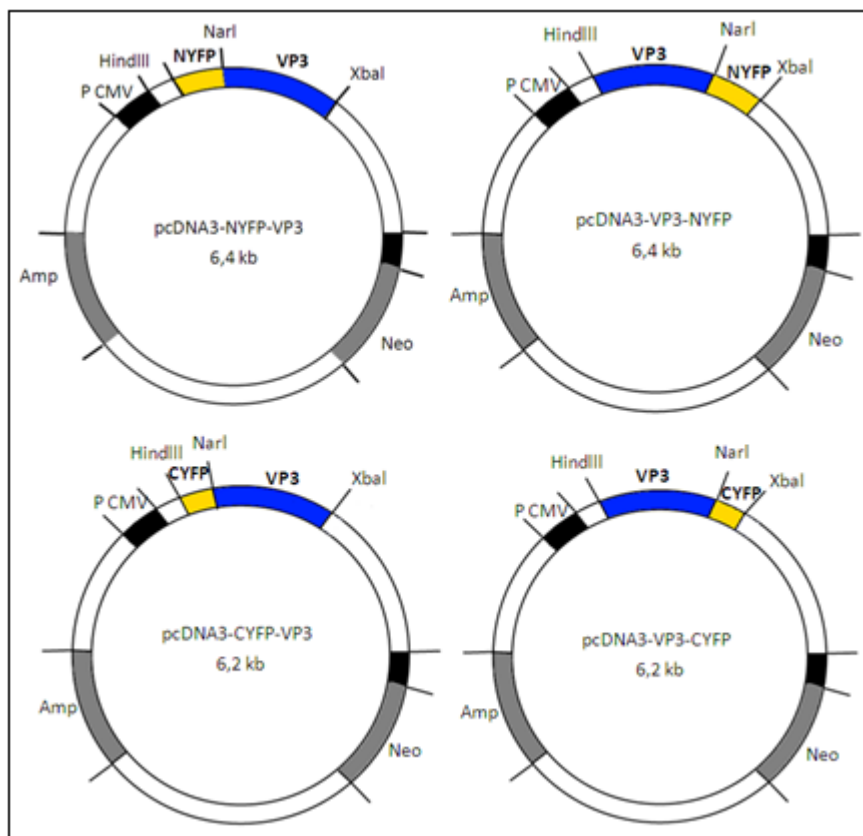 HindIII
NYFP
NarI
VP3
XbaI
P CMV
pcDNA3-NYFP-VP3
6,4 kb
Amp
Neo
HindIII
VP3
NarI
NYFP
XbaI
P CMV
pcDNA3-VP3-NYFP
6,4 kb
Amp
Neo
HindIII
NarI
CYFP
VP3
XbaI
P CMV
pcDNA3-CYFP-VP3
6,2 kb
Amp
Neo
HindIII
VP3
NarI
CYFP
XbaI
P CMV
pcDNA3-VP3-CYFP
6,2 kb
Amp
Neo